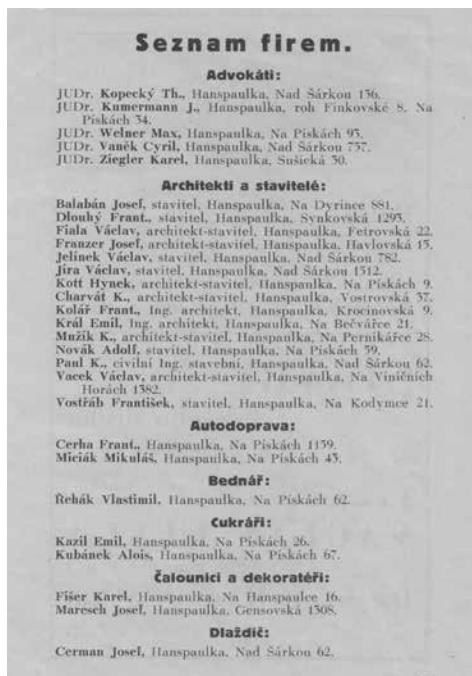 Seznam firem.
Advokáti:
JUDr. Kopecký Th., Hanspaulka, Nad Šárkou 136.
JUDr. Kumermann J., Hanspaulka, roh Finkovské 8. Na
Pískách 34.
JUDr. Welner Max, Hanspaulka, Na Pískách 93.
JUDr. Vaněk Cyril, Hanspaulka, Nad Šárkou 737.
JUDr. Ziegler Karel, Hanspaulka, Sušická 30.
Architekti a stavitelé:
Balabán Josef, stavitel, Hanspaulka, Na Dyrince 881.
Dlouhý Frant., stavitel, Hanspaulka, Synkovská 1293.
Fiala Václav, architekt-stavitel, Hanspaulka, Fetrovská 22.
Franzer Josef, architekt-stavitel, Hanspaulka, Havlovská 15.
Jelínek Václav, stavitel, Hanspaulka, Nad Šárkou 782.
Jíra Václav, stavitel, Hanspaulka, Nad Šárkou 1312.
Kott Hynek, architekt-stavitel, Hanspaulka, Na Pískách 9.
Charvát K., architekt-stavitel, Hanspaulka, Vostrovská 37.
Kolář Frant., Ing. architekt, Hanspaulka, Krocinovská 9.
Král Emil, Ing. architekt, Hanspaulka, Na Bečvářce 21.
Mužík K., architekt-stavitel, Hanspaulka, Na Pernikářce 28.
Novák Adolf, stavitel, Hanspaulka, Na Pískách 59.
Paul K., civilní Ing. stavební, Hanspaulka, Nad Šárkou 62.
Vacek Václav, architekt-stavitel, Hanspaulka, Na Viničních
Horách 1382.
Vostřáb František, stavitel, Hanspaulka, Na Kodymce 21.
Autodoprava:
Cerha Frant., Hanspaulka, Na Pískách 1139.
Miciák Mikuláš, Hanspaulka, Na Pískách 43.
Bednář:
Řehák Vlastimil, Hanspaulka, Na Pískách 62.
Cukráři:
Kazil Emil, Hanspaulka, Na Pískách 26.
Kubánek Alois, Hanspaulka, Na Pískách 67.
Čalouníci a dekoratéři:
Fišer Karel, Hanspaulka, Na Hanspaulce 16.
Maresch Josef, Hanspaulka, Gensovská 1308.
Dlaždič:
Cerman Josef, Hanspaulka, Nad Šárkou 62.